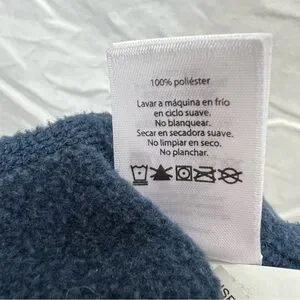 100% poliéster
Lavar a máquina en frío
en ciclo suave.
No blanquear.
Secar en secadora suave.
No limpiar en seco.
No planchar.